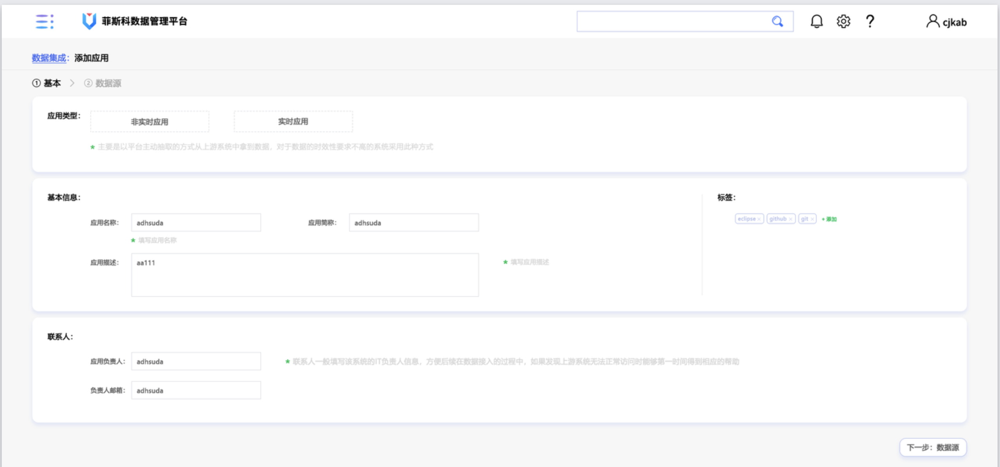 菲斯科数据管理平台
cjkab
数据集成: 添加应用
① 基本 > ② 数据源
应用类型: 非实时应用 实时应用
* 主要是以平台主动抽取的方式从上游系统中拿到数据，对于数据的时效性要求不高的系统采用此种方式
基本信息: 标签:
应用名称: adhsuda 应用简称: adhsuda eclipse × github × git × + 添加
* 填写应用名称
应用描述: aa111 * 填写应用描述
联系人:
应用负责人: adhsuda * 联系人一般填写该系统的IT负责人信息，方便后续在数据接入的过程中，如果发现上游系统无法正常访问时能够第一时间得到相应的帮助
负责人邮箱: adhsuda
下一步: 数据源